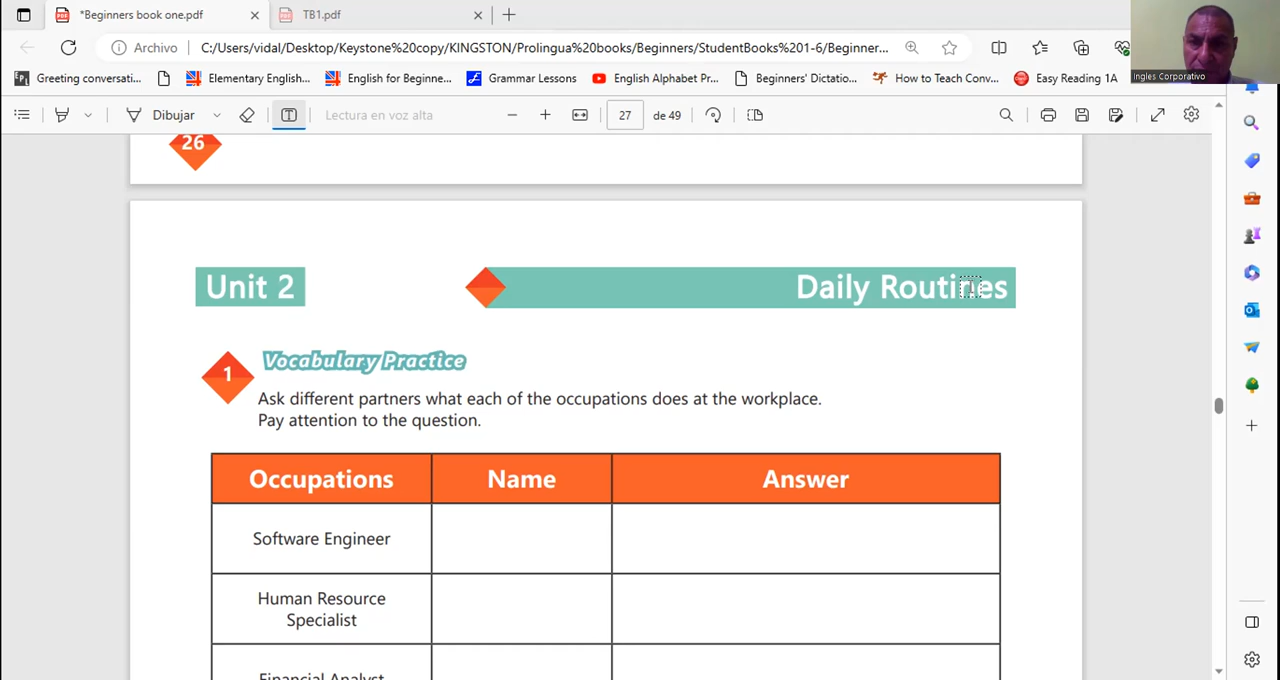 *Beginners book one.pdf
TB1.pdf
Archivo
C:/Users/vidal/Desktop/Keystone%20copy/KINGSTON/Prolingua%20books/Beginners/StudentBooks%201-6/Beginner...
Ingles Corporativo
Greeting conversati...
Elementary English...
English for Beginne...
Grammar Lessons
English Alphabet Pr...
Beginners' Dictatio...
How to Teach Conv...
Easy Reading 1A
Dibujar
Lectura en voz alta
27
de 49
26
Unit 2
Daily Routines
1
Vocabulary Practice
Ask different partners what each of the occupations does at the workplace.
Pay attention to the question.
Occupations
Name
Answer
Software Engineer
Human Resource
Specialist
Financial Analyst